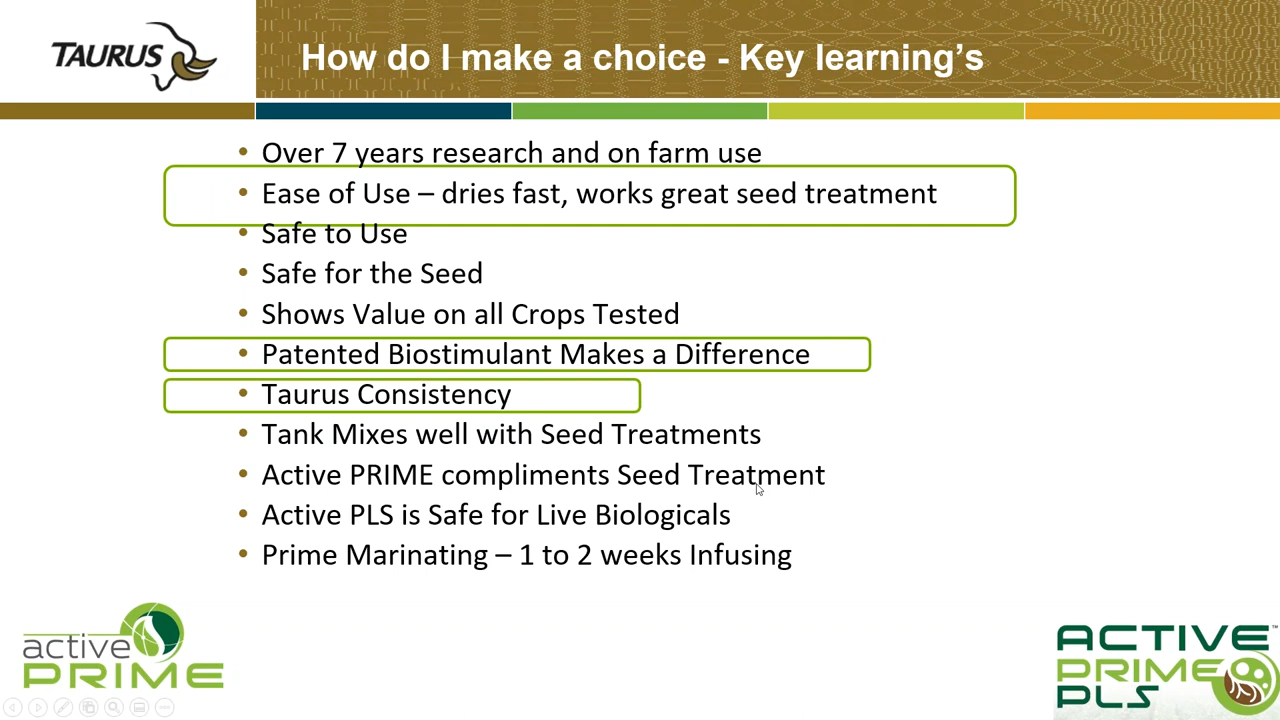 TAURUS
How do I make a choice - Key learning’s
• Over 7 years research and on farm use
• Ease of Use – dries fast, works great seed treatment
• Safe to Use
• Safe for the Seed
• Shows Value on all Crops Tested
• Patented Biostimulant Makes a Difference
• Taurus Consistency
• Tank Mixes well with Seed Treatments
• Active PRIME compliments Seed Treatment
• Active PLS is Safe for Live Biologicals
• Prime Marinating – 1 to 2 weeks Infusing
active
PRIME
ACTIVE™
PRIME
PLS